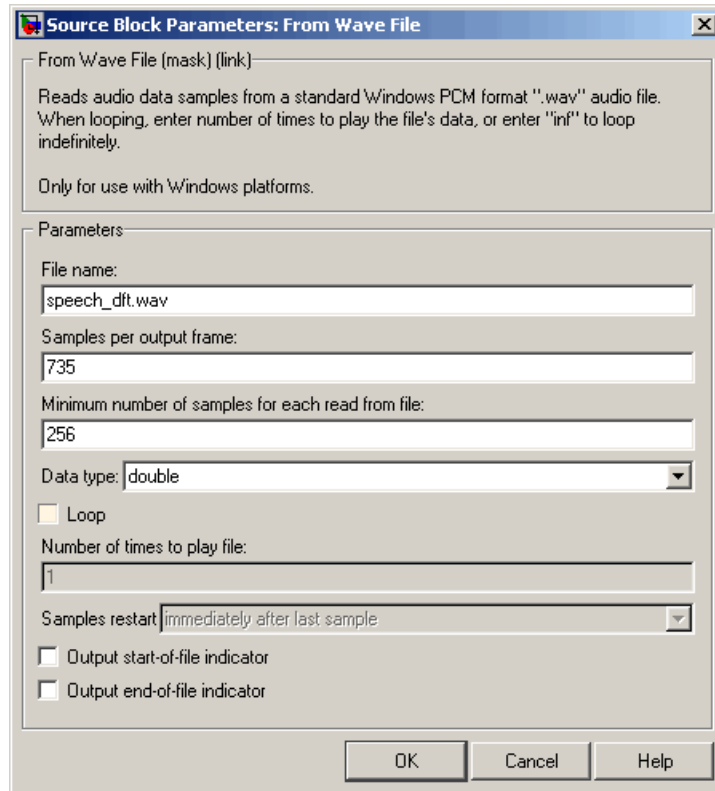 Source Block Parameters: From Wave File
From Wave File (mask) (link)
Reads audio data samples from a standard Windows PCM format ".wav" audio file.
When looping, enter number of times to play the file's data, or enter "inf" to loop
indefinitely.
Only for use with Windows platforms.
Parameters
File name:
speech_dft.wav
Samples per output frame:
735
Minimum number of samples for each read from file:
256
Data type: double
Loop
Number of times to play file:
1
Samples restart immediately after last sample
Output start-of-file indicator
Output end-of-file indicator
OK Cancel Help